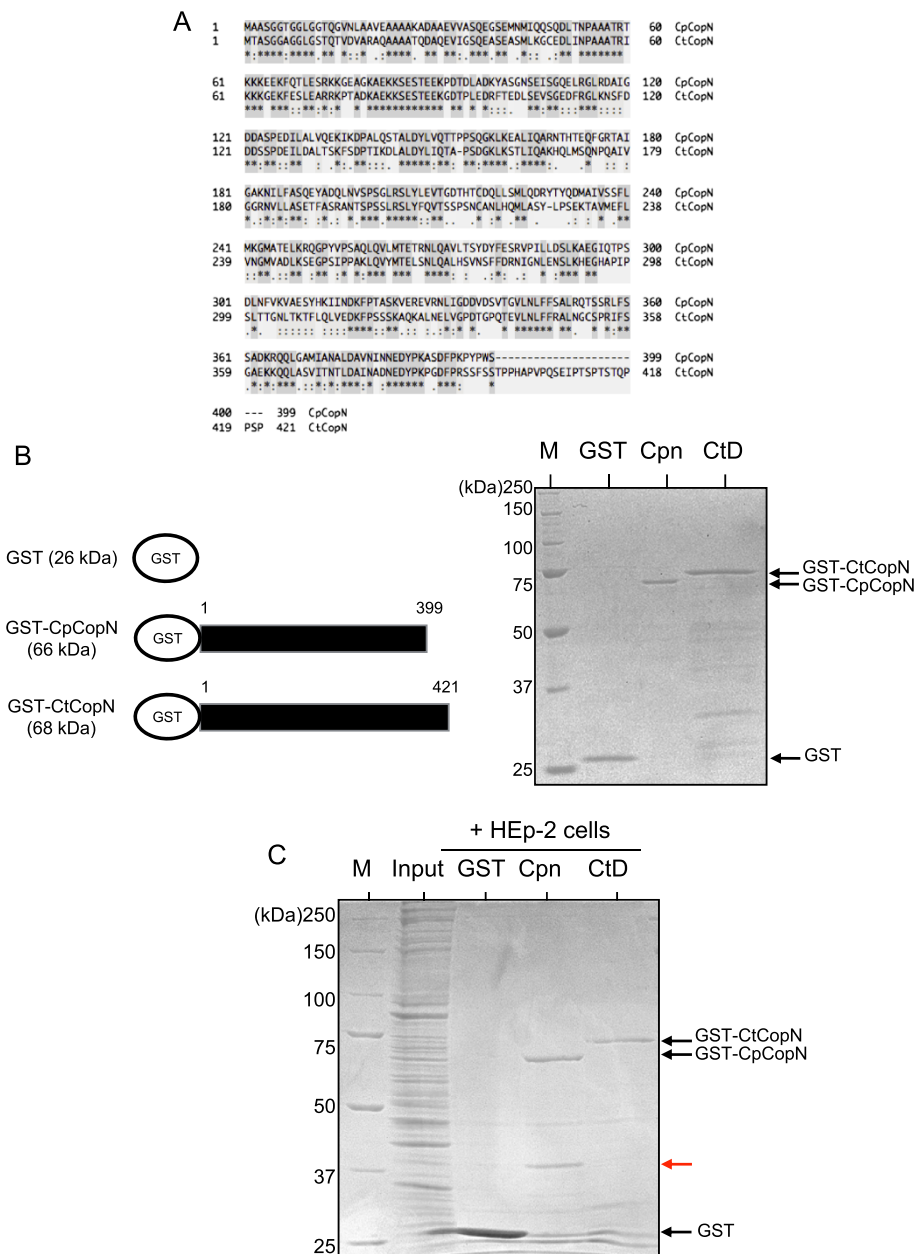 A
1 MAASGGTGGLGGTQGVNLAAVEAAAAKADAAEVVASQEGSEMNMIQQSQDLTNPAAATRT 60 CpCopN
1 MTASGGAGGLGSTQTVDVARAQAAAATQDAQEVIGSQEASEASMLKGCEDLINPAAATRI 60 CtCopN
61 KKKEEKFQTLESRKKGEAGKAEKKSESTEEKPDTDLADKYASGNSEISGQELRGLRDAIG 120 CpCopN
61 KKKGEKFESLEARRKPTADKAEKKSESTEEKGDTPLEDRFTEDLSEVSGEDFRGLKNSFD 120 CtCopN
121 DDASPEDILALVQEKIKDPALQSTALDYLVQTTPPSQGKLKEALIQARNTHTEQFGRTAI 180 CpCopN
121 DDSSPEEILDALTSKFSDPTIKDLALDYLIQTA-PSDGKLKSTLIQAKHQLMSQNPQAIV 179 CtCopN
181 GAKNILFASQEYADQLNVSPSGLRSLYLEVTGDTHTCDQLLSMLQDRYTYQDMAIVSSFL 240 CpCopN
180 GGRNVLLASETFASRANTSPSSLRSLYFQVTSSPSNCANLHQMLASY-LPSEKTAVMEFL 238 CtCopN
241 MKGMATELKRQGPYVPSAQLQVLMTETRNLQAVLTSYDYFESRVPILLDSLKAEGIQTPS 300 CpCopN
239 VNGMVADLKSEGPSIPPAKLQVYMTELSNLQALHSVNSFFDRNIGNLENSLKHEGHAPIP 298 CtCopN
301 DLNFVKVAESYHKIINDKFPTASKVEREVRNLIGDDVDSVTGVLNLFFSALRQTSSRLFS 360 CpCopN
299 SLTTGNLTKTFLQLVEDKFPSSSKAQKALNELVGPDTGPQTEVLNLFFRALNGCSPRIFS 358 CtCopN
361 SADKRQQLGAMIANALDAVNINNEDYPKASDFPKPYPWS--------------------- 399 CpCopN
359 GAEKKQQLASVITNTLDAINADNEDYPKPGDFPRSSFSSTPPHAPVPQSEIPTSPTSTQP 418 CtCopN
400 --- 399 CpCopN
419 PSP 421 CtCopN
B
GST (26 kDa) GST
GST-CpCopN
(66 kDa)
GST
1 399
GST-CtCopN
(68 kDa)
GST
1 421
M GST Cpn CtD
(kDa)250
150
100
75
50
37
25
GST-CtCopN
GST-CpCopN
GST
C
+ HEp-2 cells
M Input GST Cpn CtD
(kDa)250
150
100
75
50
37
25
GST-CtCopN
GST-CpCopN
GST